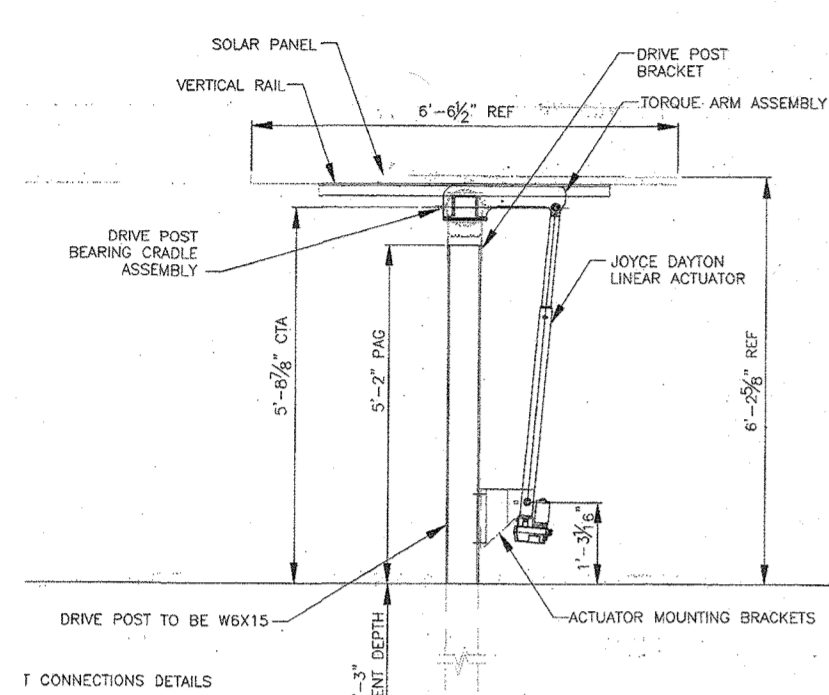 SOLAR PANEL
DRIVE POST
BRACKET
VERTICAL RAIL
6'-6½" REF
TORQUE ARM ASSEMBLY
DRIVE POST
BEARING CRADLE
ASSEMBLY
JOYCE DAYTON
LINEAR ACTUATOR
5'-8⅞" CTA
5'-2" PAG
6'-2⅝" REF
1'-3³⁄₁₆"
DRIVE POST TO BE W6X15
ACTUATOR MOUNTING BRACKETS
'-3"
ENT DEPTH
T CONNECTIONS DETAILS